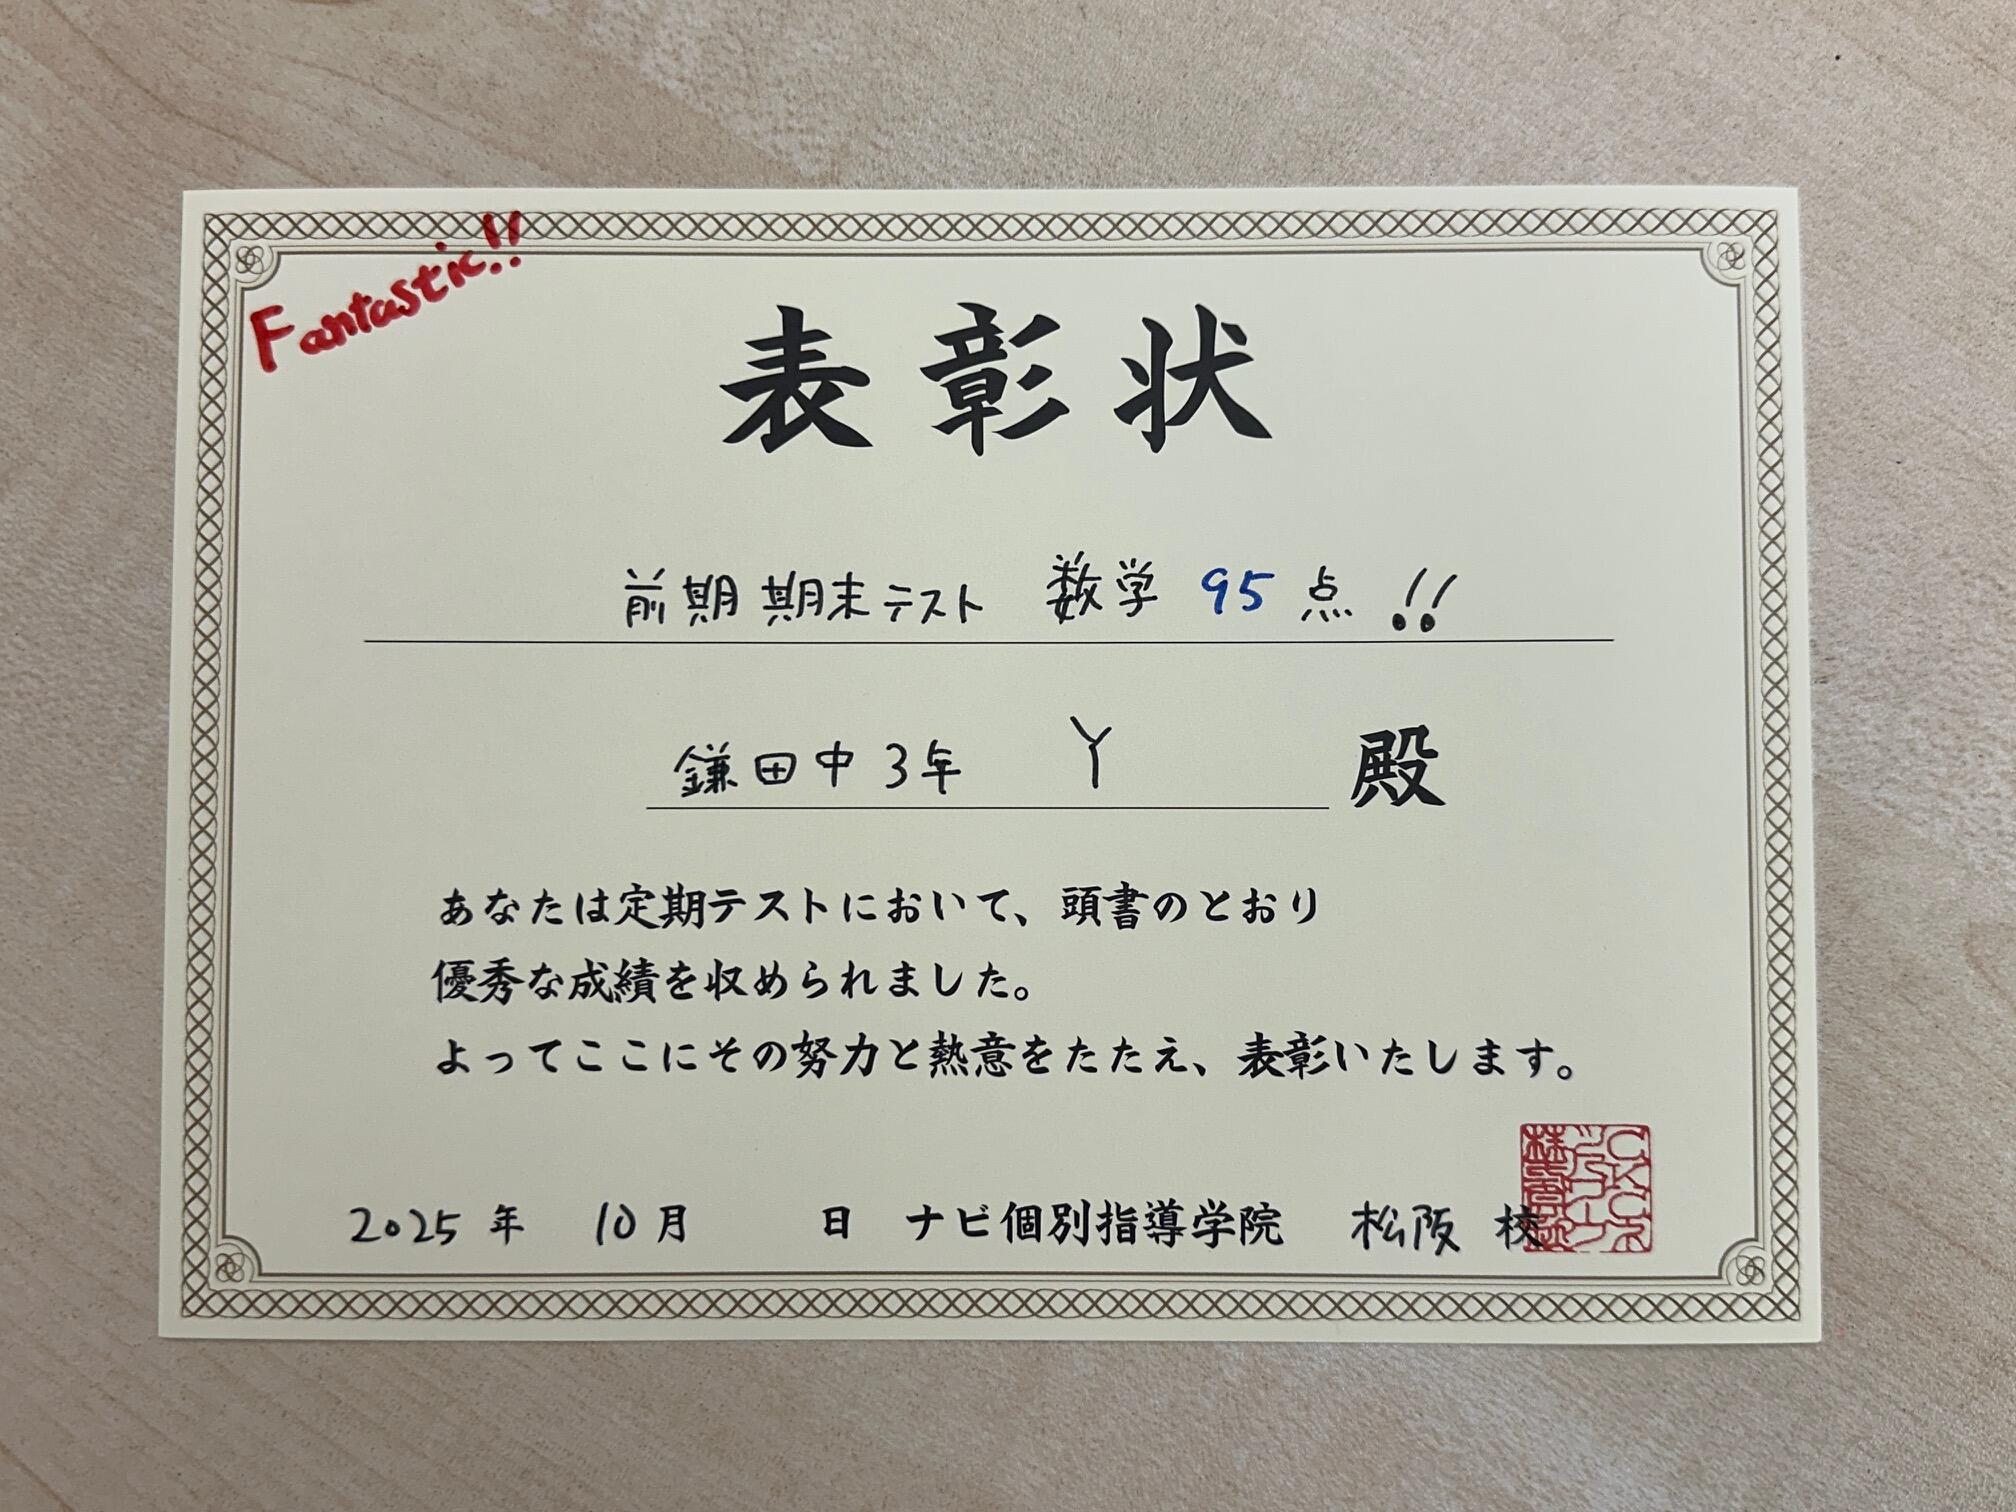 Fantastic!!
表彰状
前期期末テスト 数学 95点!!
鎌田中3年 Y 殿
あなたは定期テストにおいて、頭書のとおり
優秀な成績を収められました。
よってここにその努力と熱意をたたえ、表彰いたします。
2025年 10月 日 ナビ個別指導学院 松阪 校